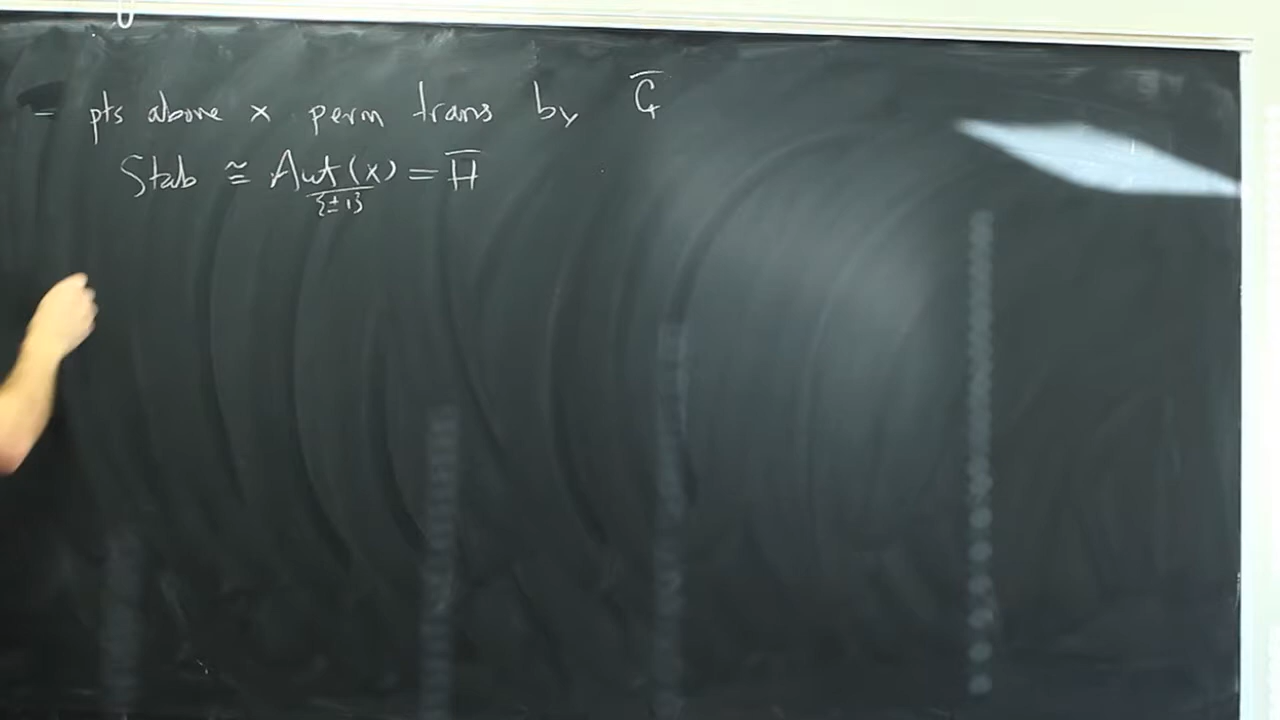 - pts above x perm trans by G̅
Stab ≅ Aut(x)/{±1} = H̅